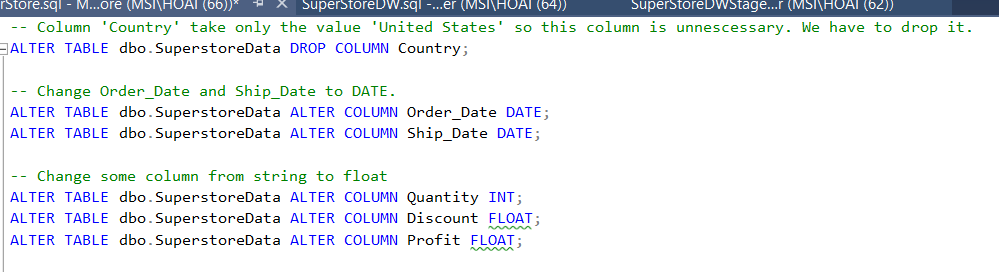 rStore.sql - M...ore (MSI\HOAI (66))* SuperStoreDW.sql -...er (MSI\HOAI (64)) SuperStoreDWStage...r (MSI\HOAI (62))
-- Column 'Country' take only the value 'United States' so this column is unnescessary. We have to drop it.
ALTER TABLE dbo.SuperstoreData DROP COLUMN Country;
-- Change Order_Date and Ship_Date to DATE.
ALTER TABLE dbo.SuperstoreData ALTER COLUMN Order_Date DATE;
ALTER TABLE dbo.SuperstoreData ALTER COLUMN Ship_Date DATE;
-- Change some column from string to float
ALTER TABLE dbo.SuperstoreData ALTER COLUMN Quantity INT;
ALTER TABLE dbo.SuperstoreData ALTER COLUMN Discount FLOAT;
ALTER TABLE dbo.SuperstoreData ALTER COLUMN Profit FLOAT;